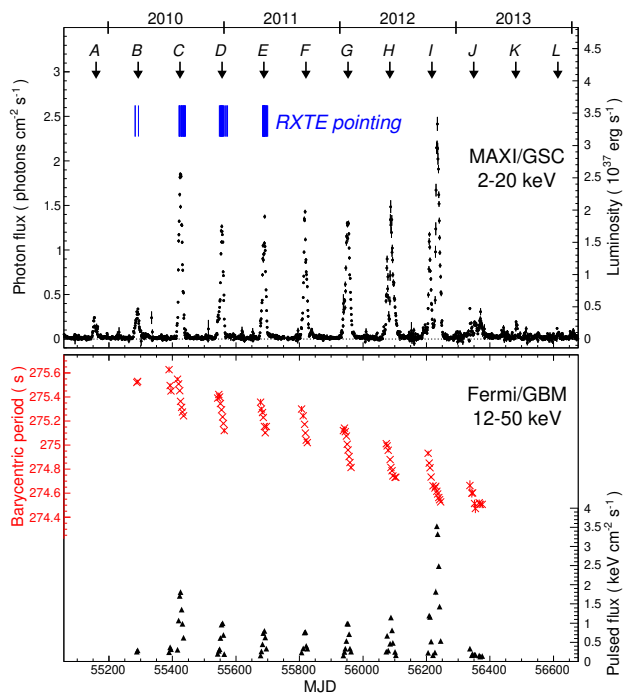 2010 2011 2012 2013
A B C D E F G H I J K L
RXTE pointing
MAXI/GSC
2-20 keV
Photon flux ( photons cm⁻² s⁻¹ )
3
2.5
2
1.5
1
0.5
0
Luminosity ( 10³⁷ erg s⁻¹ )
4.5
4
3.5
3
2.5
2
1.5
1
0.5
0
Fermi/GBM
12-50 keV
Barycentric period ( s )
275.6
275.4
275.2
275
274.8
274.6
274.4
Pulsed flux ( keV cm⁻² s⁻¹ )
4
3.5
3
2.5
2
1.5
1
0.5
0
55200 55400 55600 55800 56000 56200 56400 56600
MJD